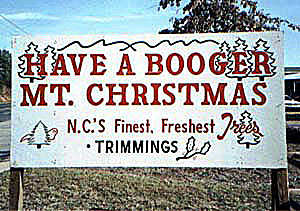 HAVE A BOOGER
MT. CHRISTMAS
N.C.'S Finest, Freshest Trees
• TRIMMINGS